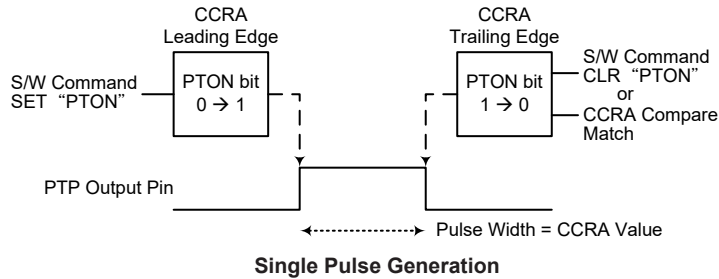 CCRA
Leading Edge
CCRA
Trailing Edge
S/W Command
SET “PTON”
PTON bit
0 → 1
PTON bit
1 → 0
S/W Command
CLR “PTON”
or
CCRA Compare
Match
PTP Output Pin
Pulse Width = CCRA Value
Single Pulse Generation